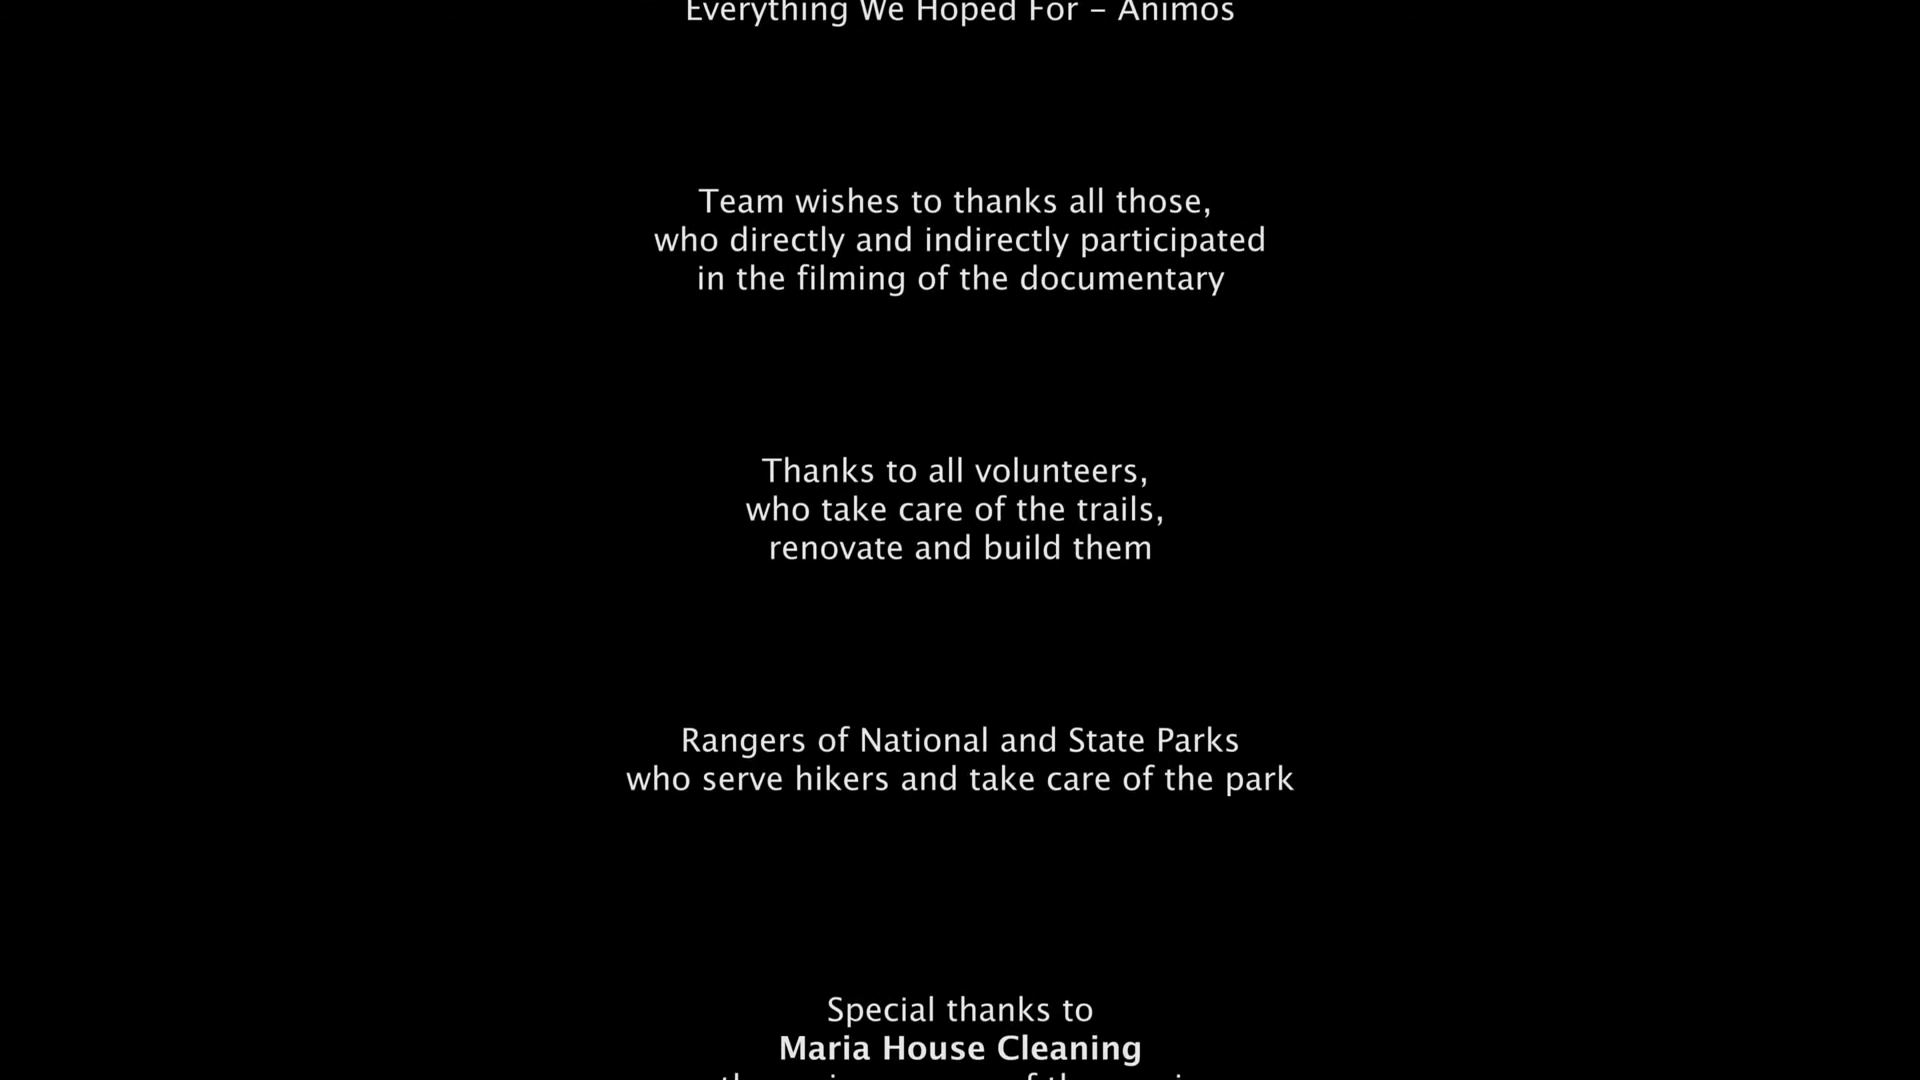 Everything We Hoped For – Animos
Team wishes to thanks all those,
who directly and indirectly participated
in the filming of the documentary
Thanks to all volunteers,
who take care of the trails,
renovate and build them
Rangers of National and State Parks
who serve hikers and take care of the park
Special thanks to
Maria House Cleaning